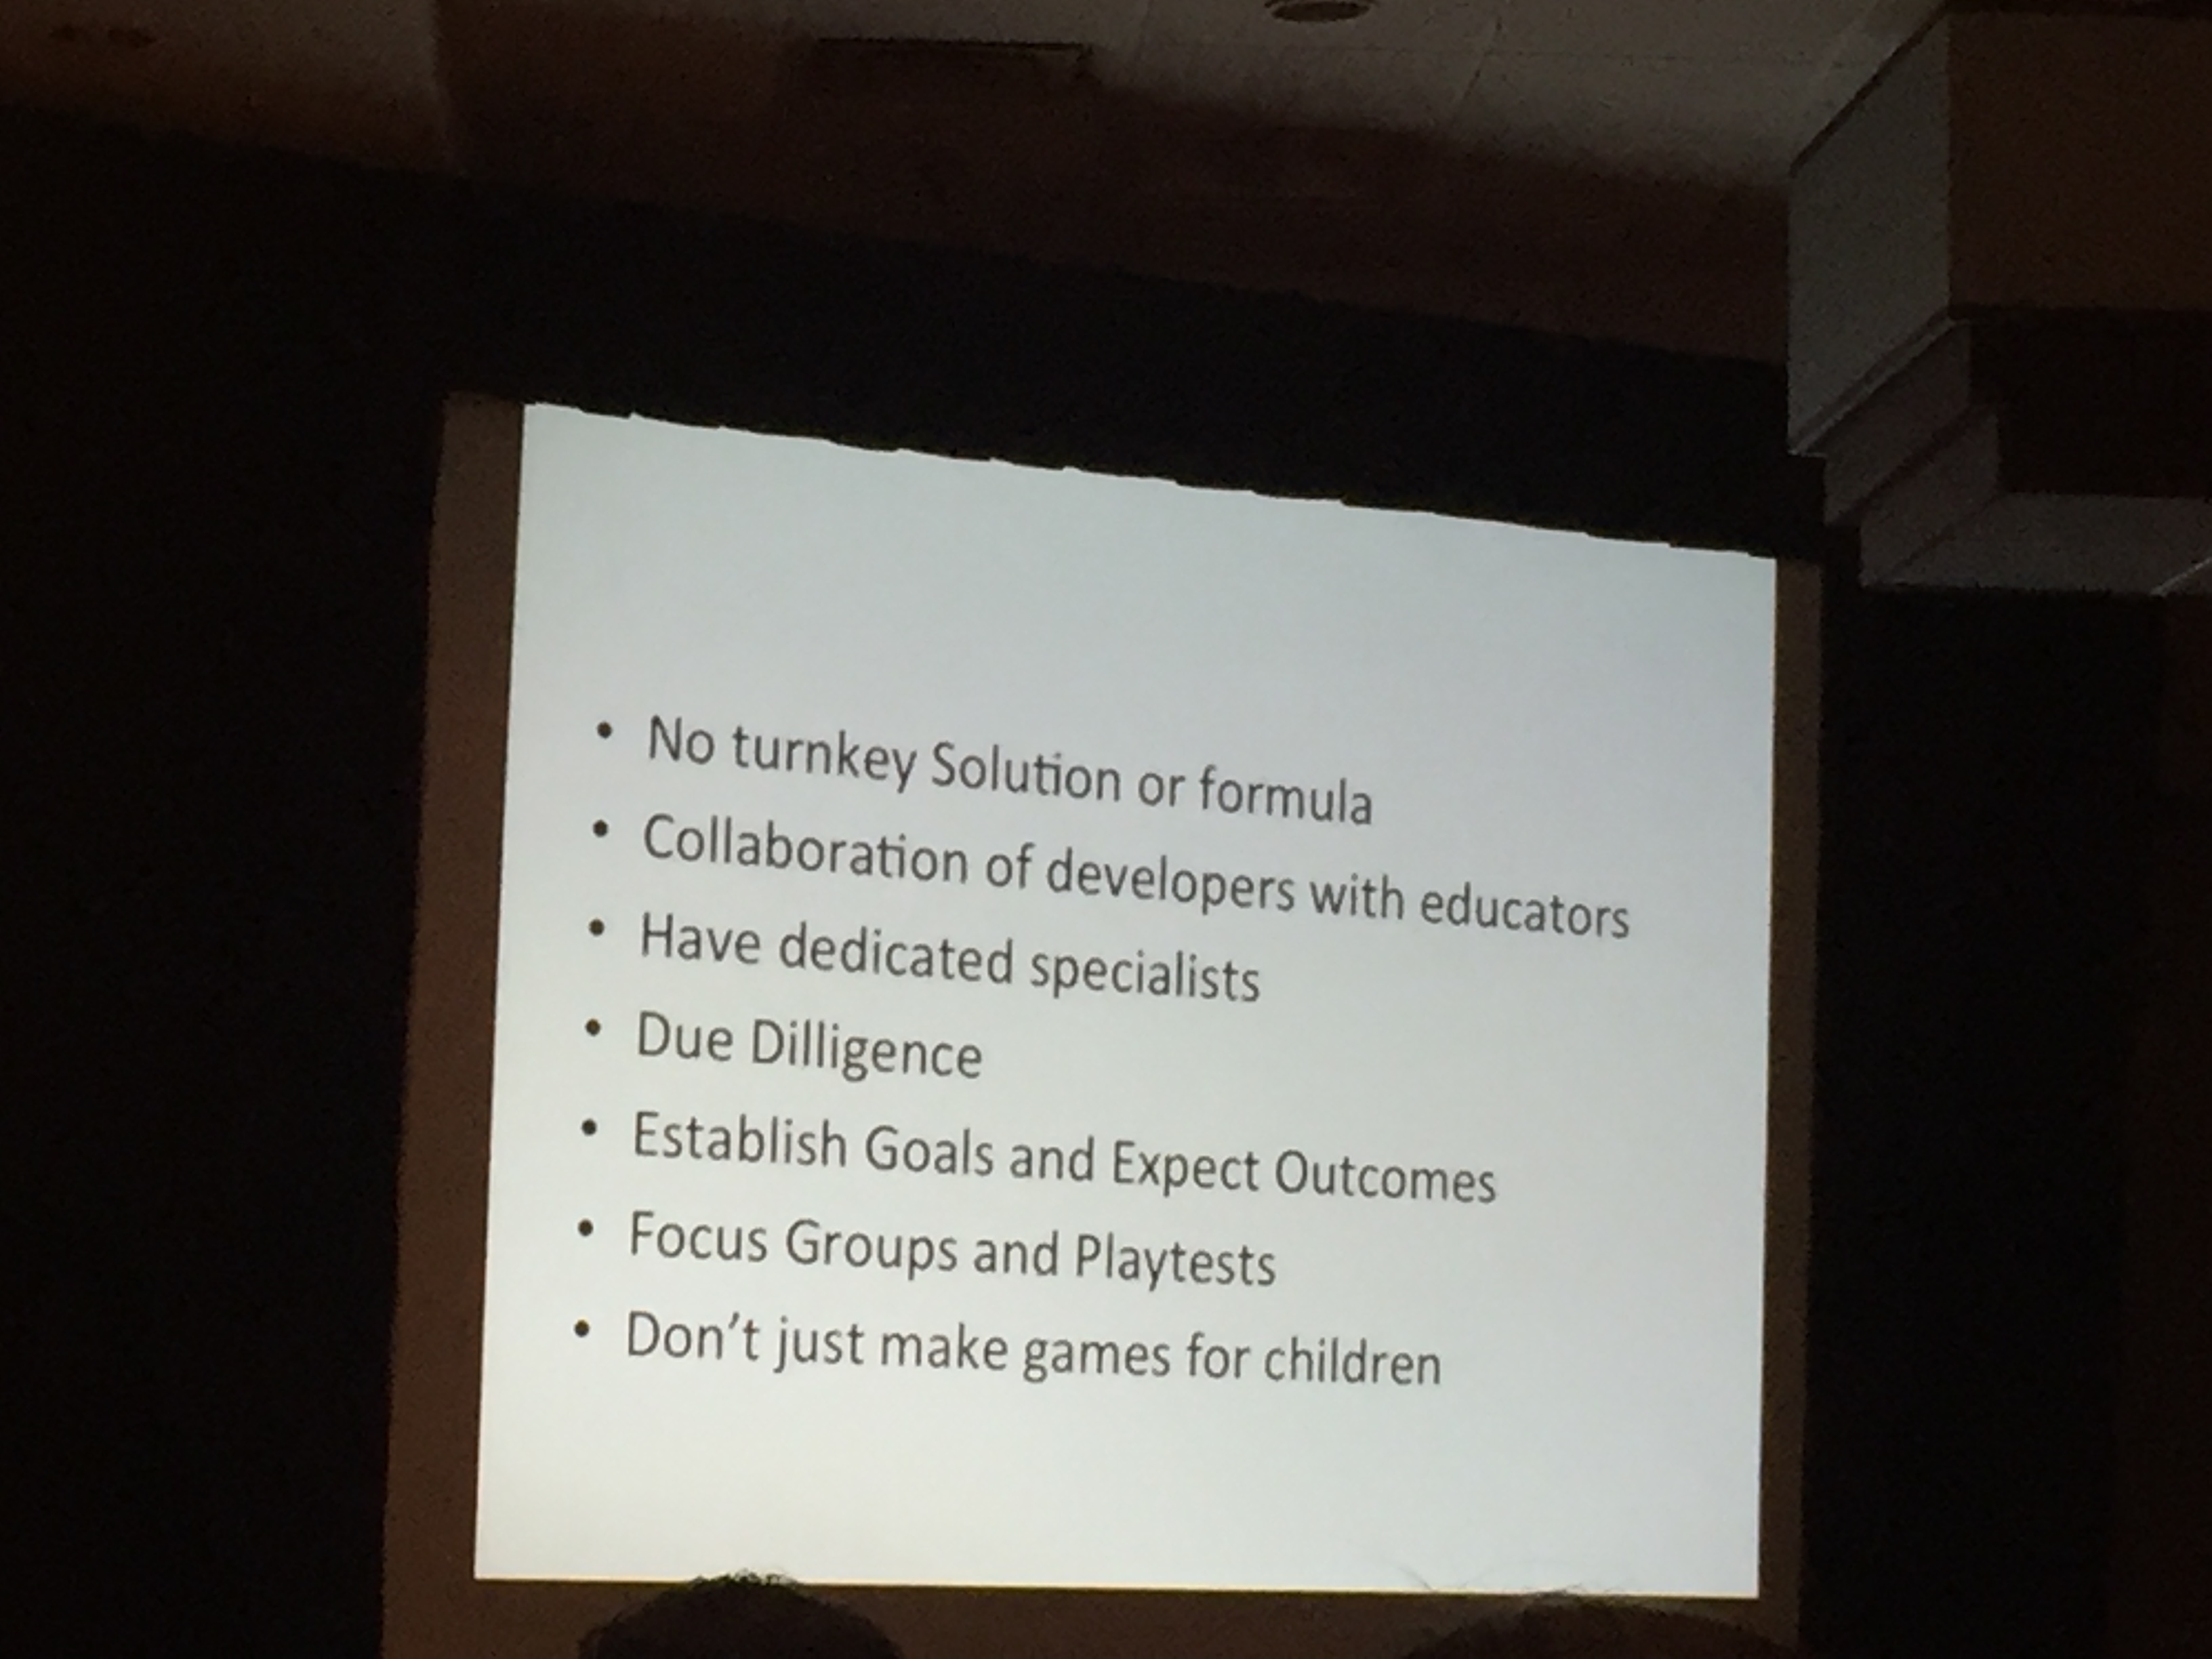 • No turnkey Solution or formula
• Collaboration of developers with educators
• Have dedicated specialists
• Due Dilligence
• Establish Goals and Expect Outcomes
• Focus Groups and Playtests
• Don't just make games for children